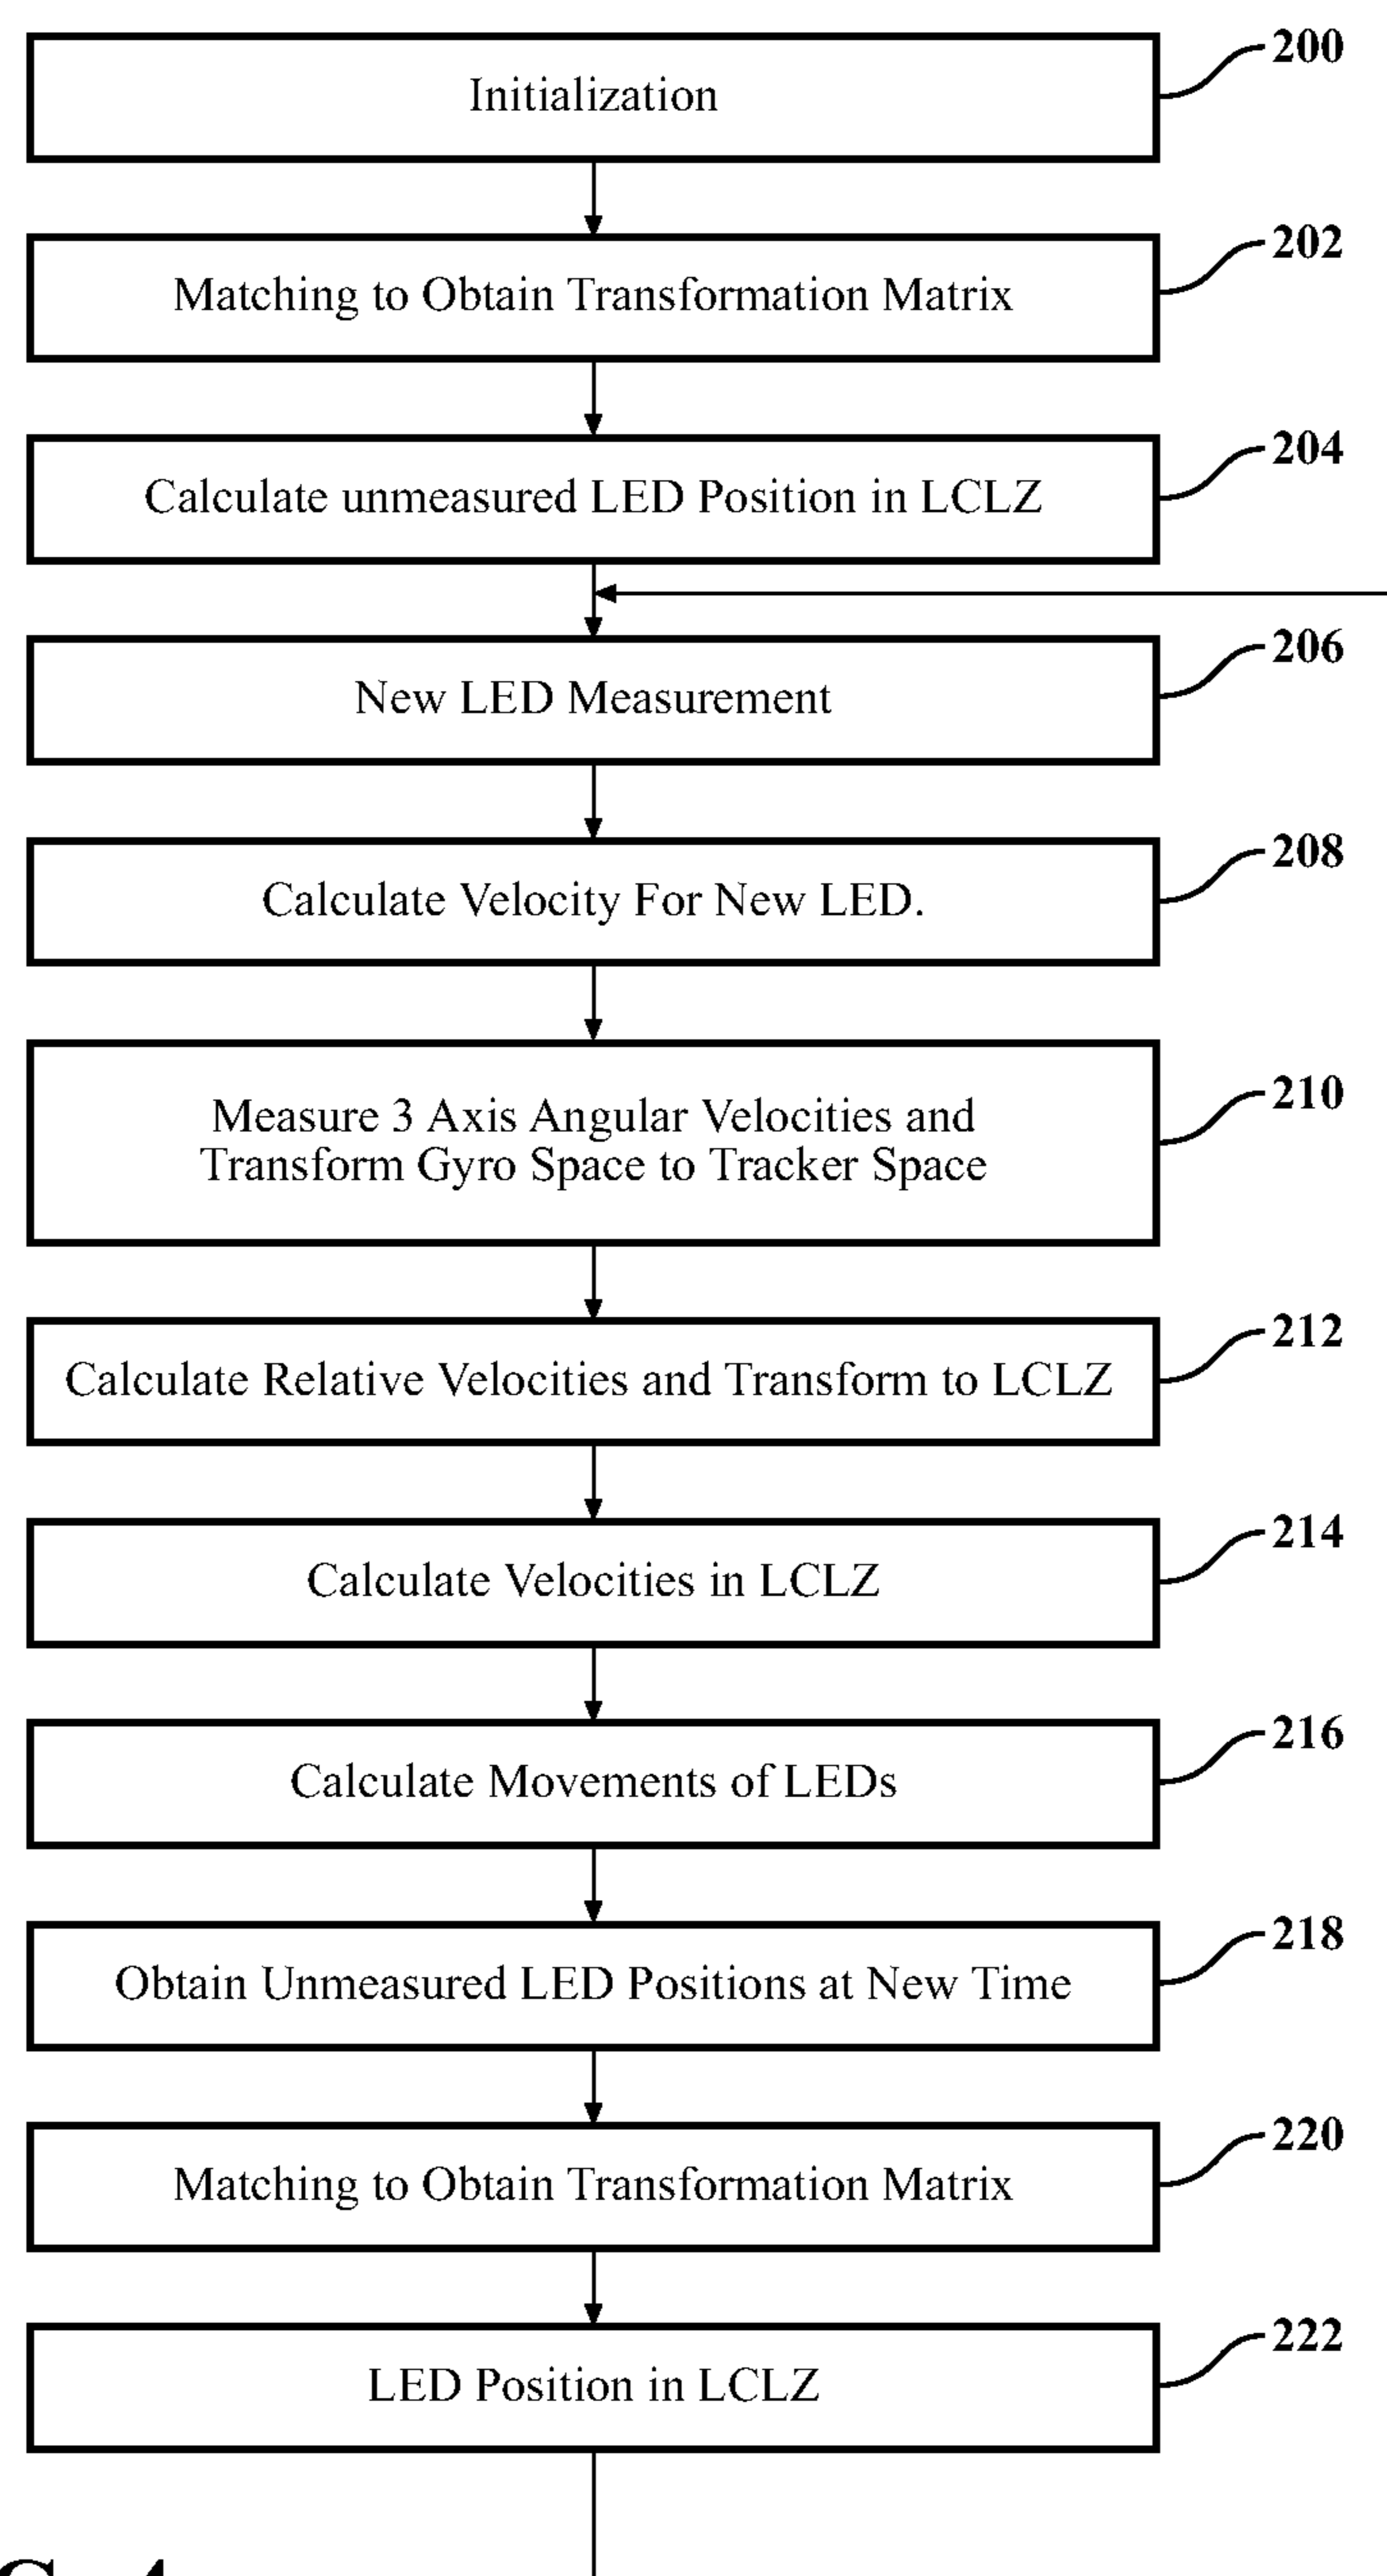 Initialization
200
Matching to Obtain Transformation Matrix
202
Calculate unmeasured LED Position in LCLZ
204
New LED Measurement
206
Calculate Velocity For New LED.
208
Measure 3 Axis Angular Velocities and
Transform Gyro Space to Tracker Space
210
Calculate Relative Velocities and Transform to LCLZ
212
Calculate Velocities in LCLZ
214
Calculate Movements of LEDs
216
Obtain Unmeasured LED Positions at New Time
218
Matching to Obtain Transformation Matrix
220
LED Position in LCLZ
222